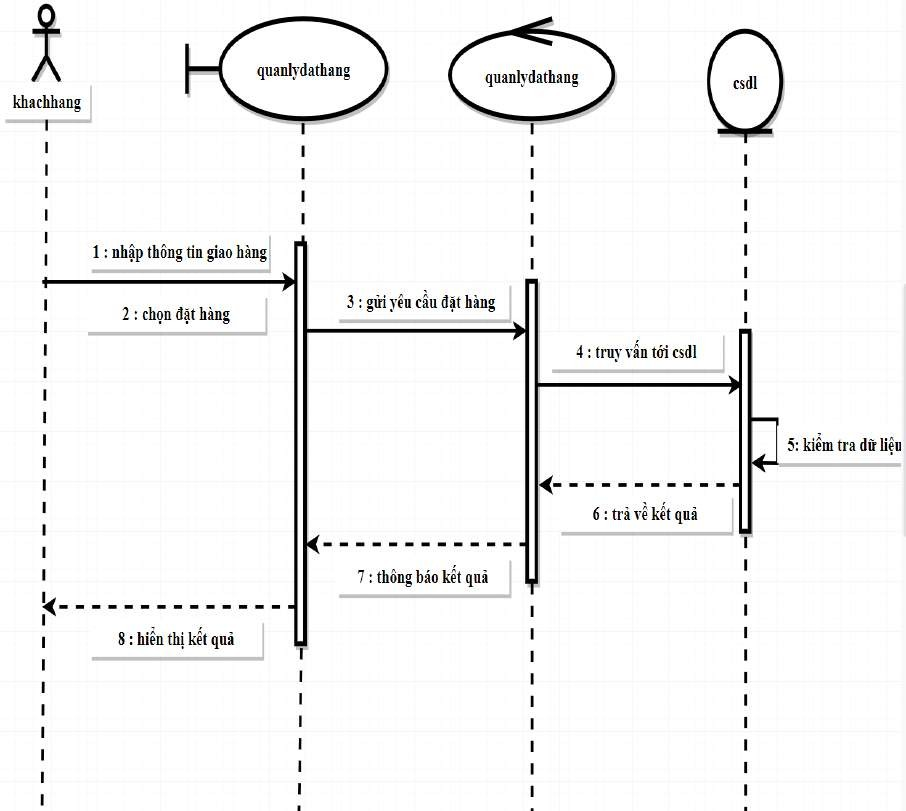 khachhang
quanlydathang
quanlydathang
csdl
1 : nhập thông tin giao hàng
2 : chọn đặt hàng
3 : gửi yêu cầu đặt hàng
4 : truy vấn tới csdl
5: kiểm tra dữ liệu
6 : trả về kết quả
7 : thông báo kết quả
8 : hiển thị kết quả